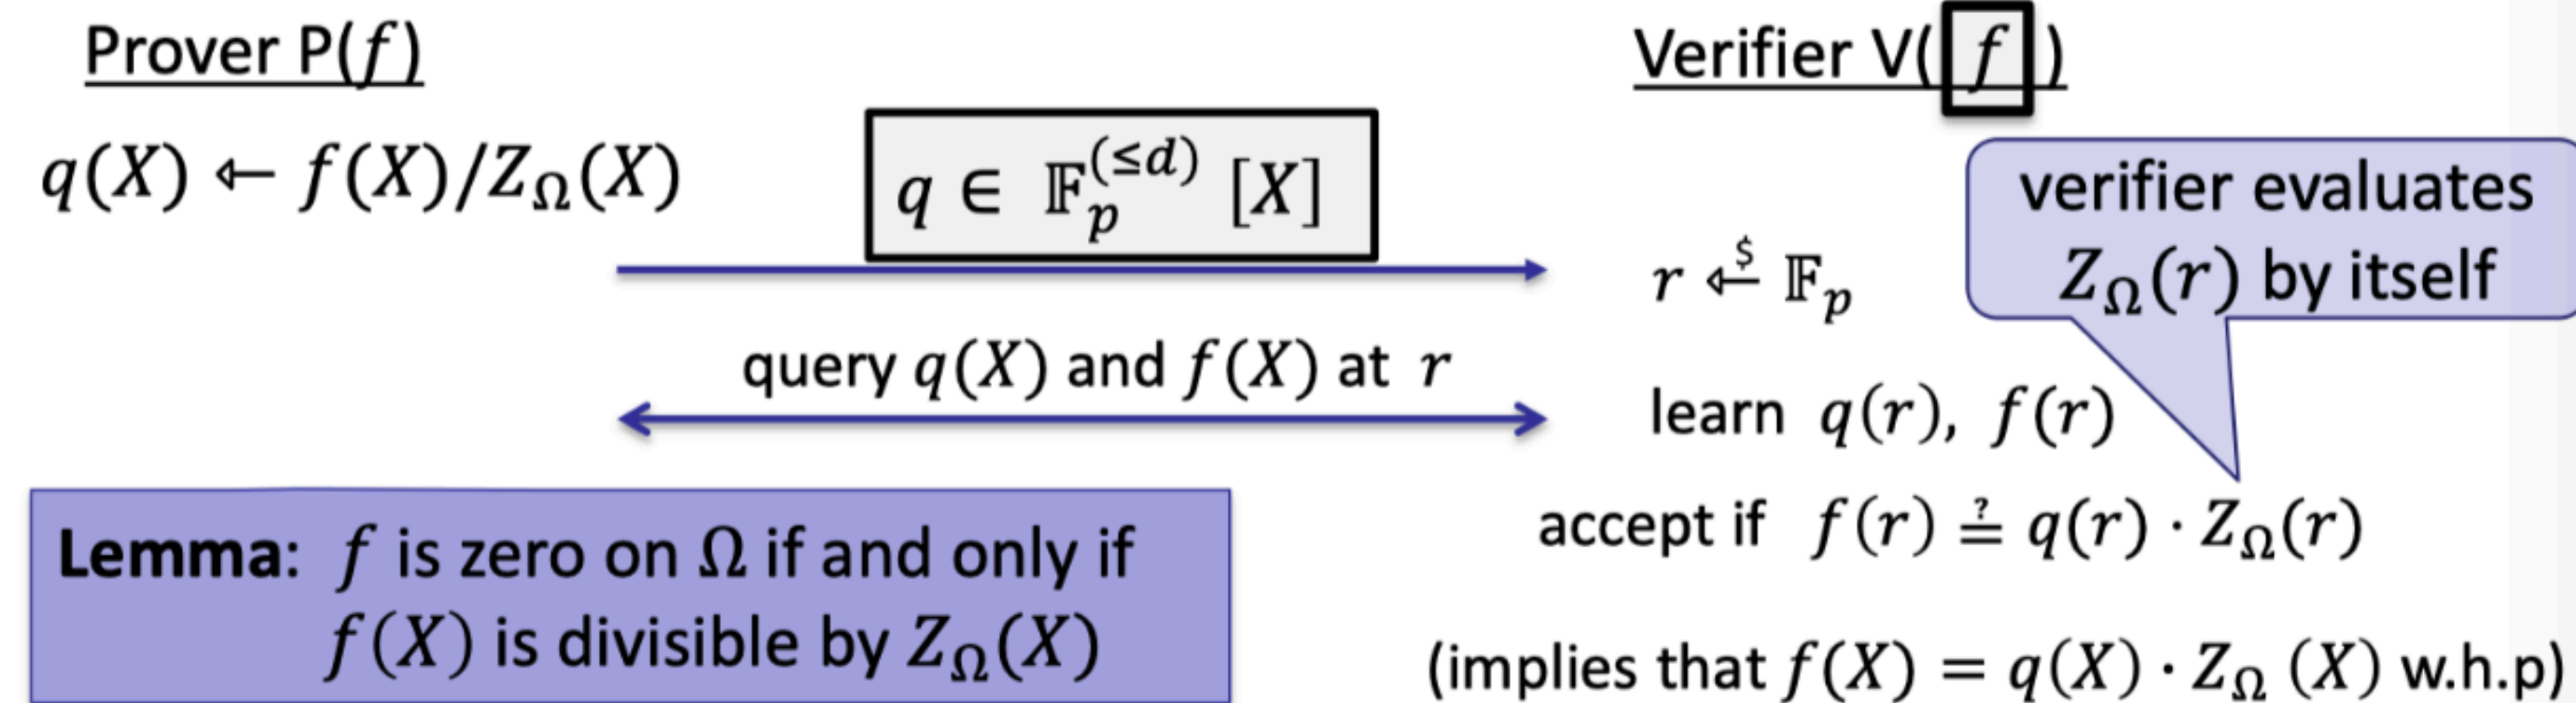 Prover P(f)
q(X) ← f(X)/Z_Ω(X)
q ∈ 𝔽_p^(≤d) [X]
query q(X) and f(X) at r
Lemma: f is zero on Ω if and only if
f(X) is divisible by Z_Ω(X)
Verifier V( f )
verifier evaluates
Z_Ω(r) by itself
r ←$ 𝔽_p
learn q(r), f(r)
accept if f(r) ≟ q(r) · Z_Ω(r)
(implies that f(X) = q(X) · Z_Ω (X) w.h.p)